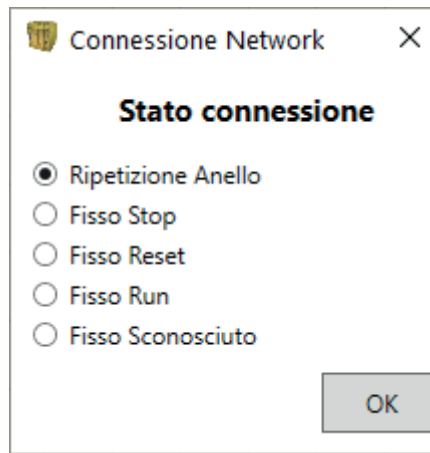 Connessione Network
Stato connessione
Ripetizione Anello
Fisso Stop
Fisso Reset
Fisso Run
Fisso Sconosciuto
OK